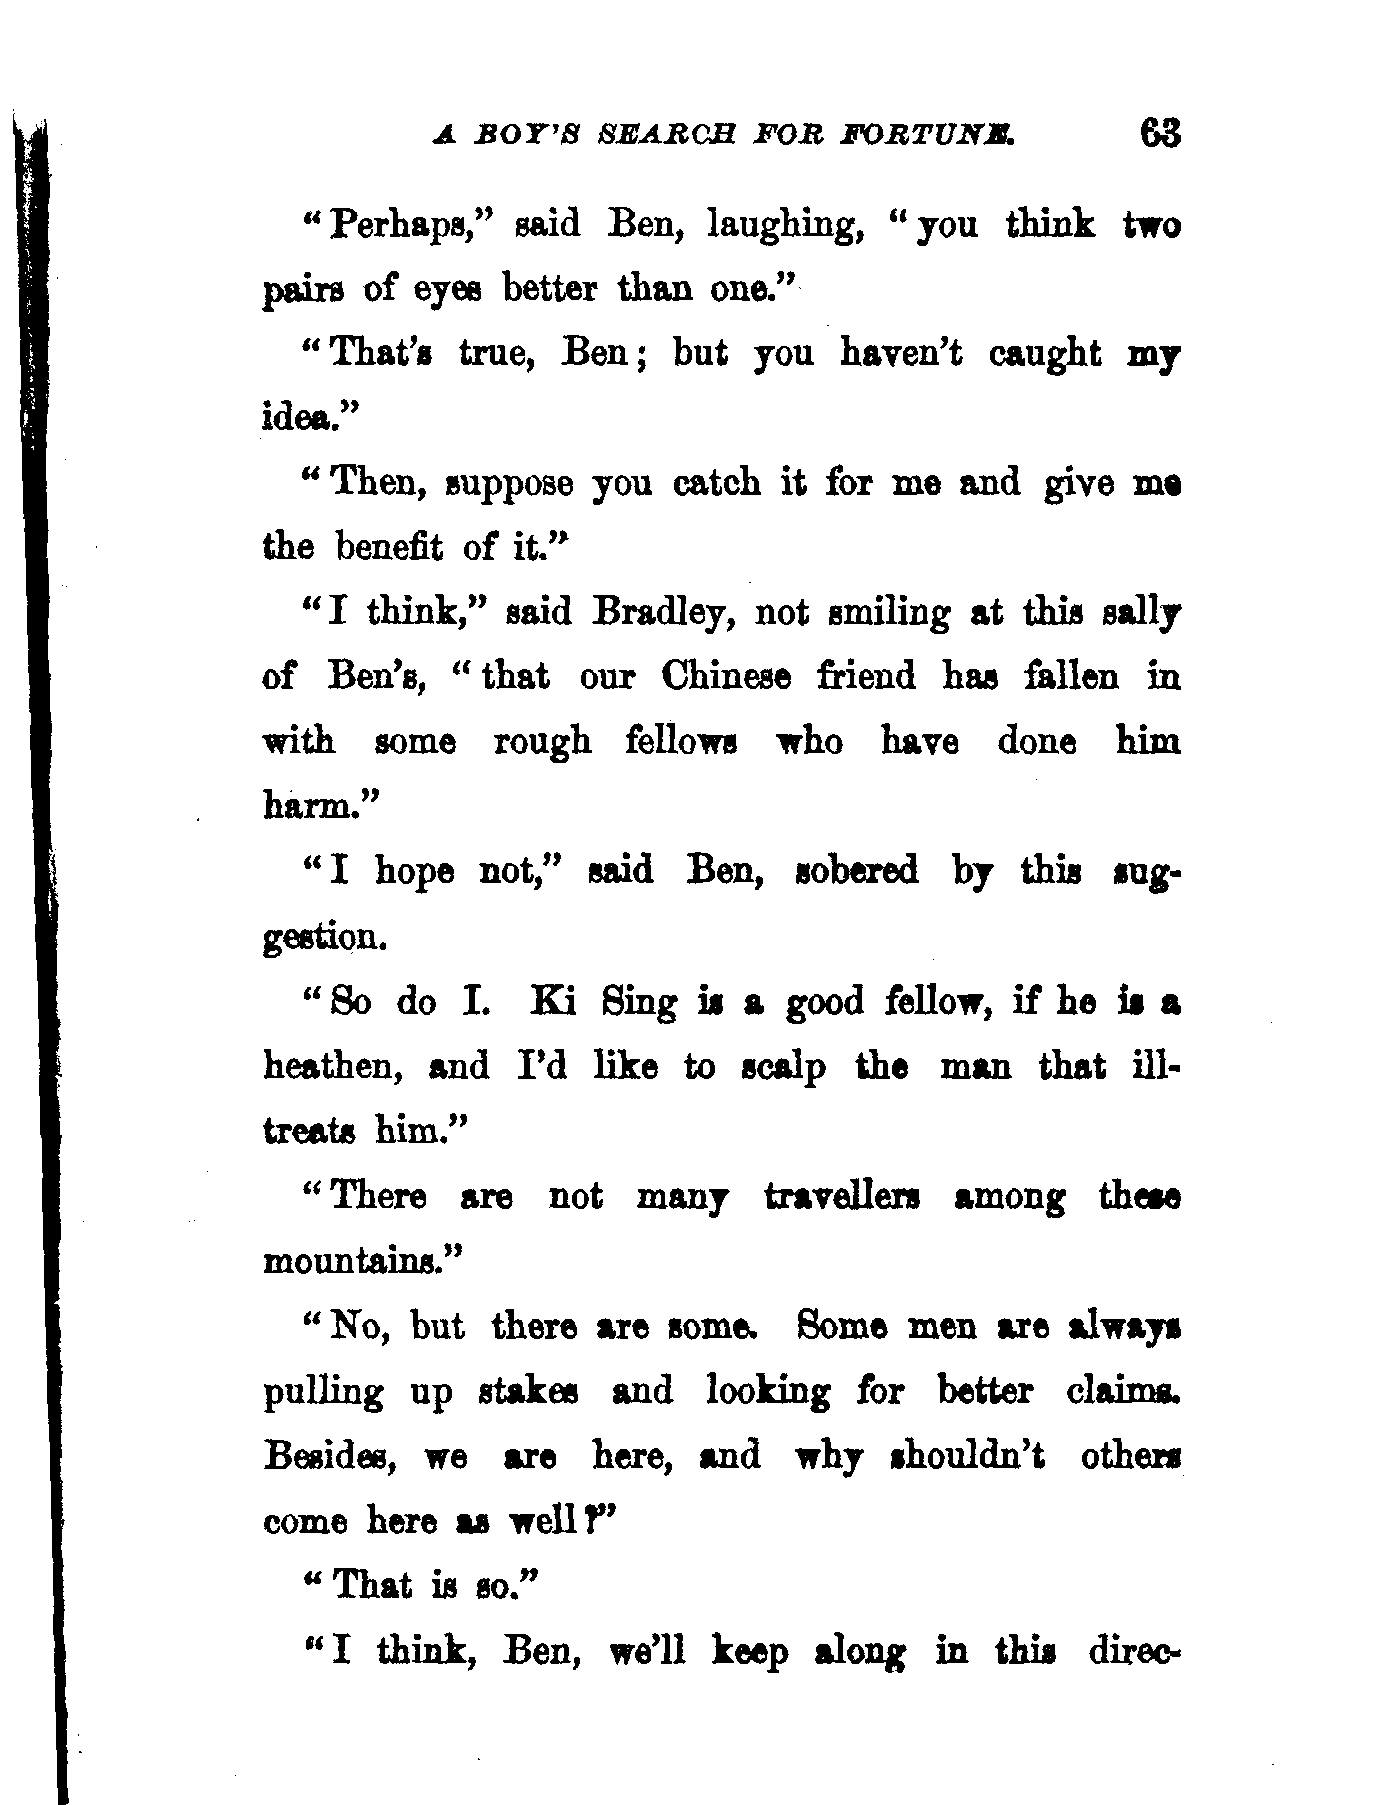 A BOY'S SEARCH FOR FORTUNE. 63
"Perhaps," said Ben, laughing, "you think two
pairs of eyes better than one."
"That's true, Ben; but you haven't caught my
idea."
"Then, suppose you catch it for me and give me
the benefit of it."
"I think," said Bradley, not smiling at this sally
of Ben's, "that our Chinese friend has fallen in
with some rough fellows who have done him
harm."
"I hope not," said Ben, sobered by this sug-
gestion.
"So do I. Ki Sing is a good fellow, if he is a
heathen, and I'd like to scalp the man that ill-
treats him."
"There are not many travellers among these
mountains."
"No, but there are some. Some men are always
pulling up stakes and looking for better claims.
Besides, we are here, and why shouldn't others
come here as well?"
"That is so."
"I think, Ben, we'll keep along in this direc-